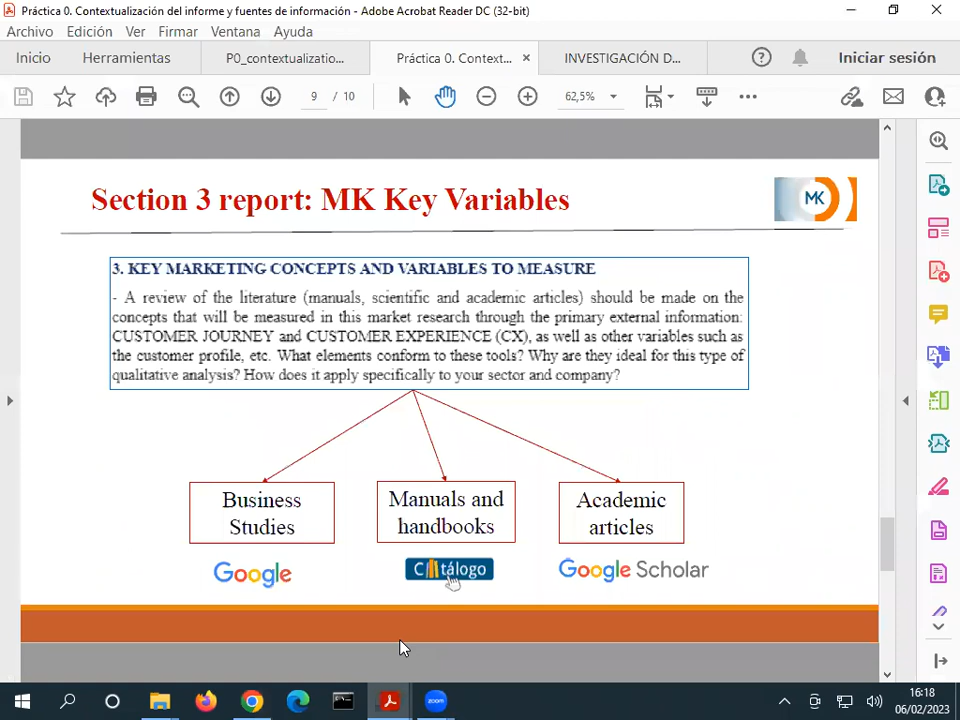 Práctica 0. Contextualización del informe y fuentes de información - Adobe Acrobat Reader DC (32-bit)
Archivo Edición Ver Firmar Ventana Ayuda
Inicio Herramientas P0_contextualizatio... Práctica 0. Context... INVESTIGACIÓN D... Iniciar sesión
9 / 10 62,5%
Section 3 report: MK Key Variables
MK
3. KEY MARKETING CONCEPTS AND VARIABLES TO MEASURE
- A review of the literature (manuals, scientific and academic articles) should be made on the
concepts that will be measured in this market research through the primary external information:
CUSTOMER JOURNEY and CUSTOMER EXPERIENCE (CX), as well as other variables such as
the customer profile, etc. What elements conform to these tools? Why are they ideal for this type of
qualitative analysis? How does it apply specifically to your sector and company?
Business
Studies
Manuals and
handbooks
Academic
articles
Google
Catálogo
Google Scholar
zoom
16:18
06/02/2023